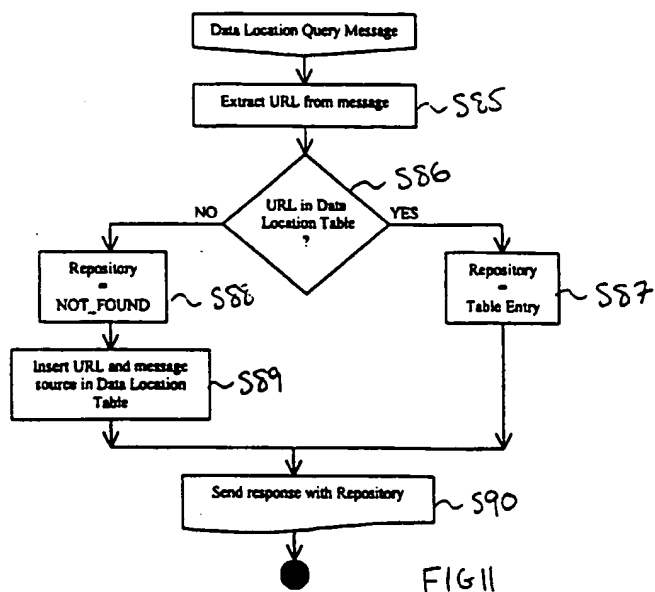 Data Location Query Message
Extract URL from message
S85
S86
URL in Data
Location Table
?
NO
YES
Repository
=
NOT_FOUND
S88
Repository
=
Table Entry
S87
Insert URL and message
source in Data Location
Table
S89
Send response with Repository
S90
FIG11